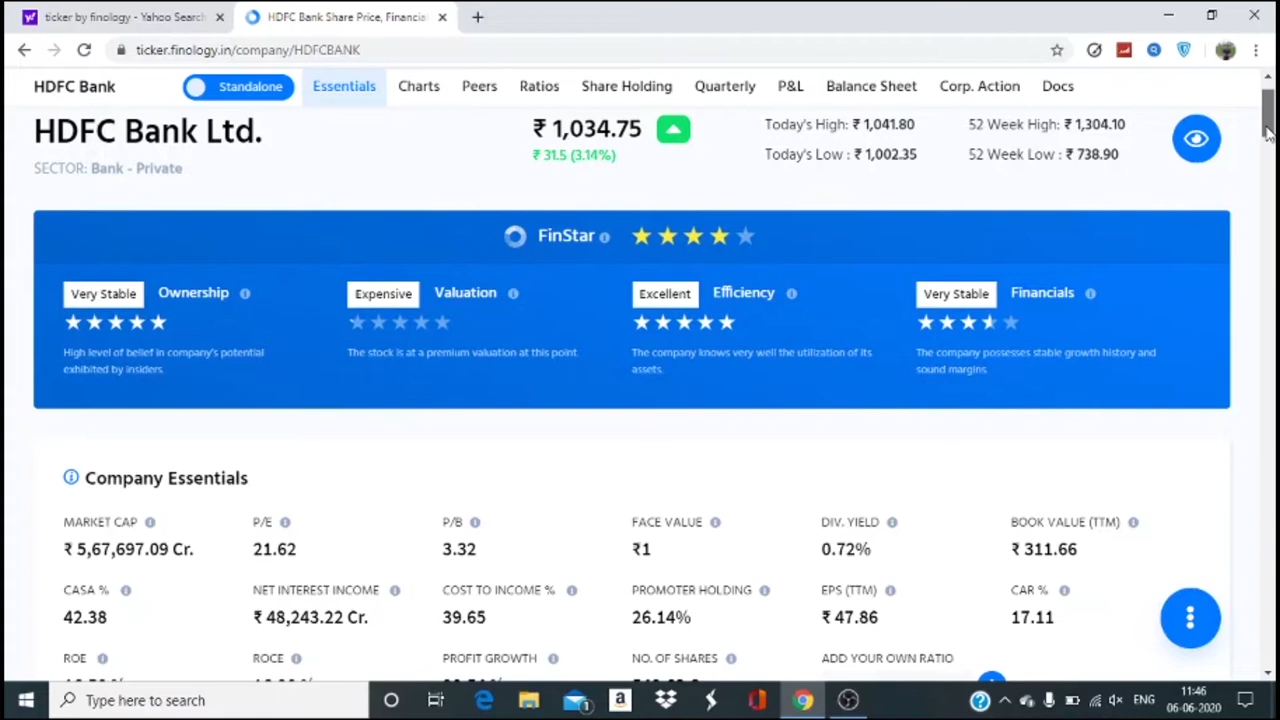 ticker by finology - Yahoo Search
HDFC Bank Share Price, Financia
ticker.finology.in/company/HDFCBANK
HDFC Bank Standalone Essentials Charts Peers Ratios Share Holding Quarterly P&L Balance Sheet Corp. Action Docs
HDFC Bank Ltd.
SECTOR: Bank - Private
₹ 1,034.75
₹ 31.5 (3.14%)
Today's High: ₹ 1,041.80 52 Week High: ₹ 1,304.10
Today's Low : ₹ 1,002.35 52 Week Low : ₹ 738.90
FinStar
Very Stable Ownership
High level of belief in company's potential
exhibited by insiders.
Expensive Valuation
The stock is at a premium valuation at this point.
Excellent Efficiency
The company knows very well the utilization of its
assets.
Very Stable Financials
The company possesses stable growth history and
sound margins.
Company Essentials
MARKET CAP P/E P/B FACE VALUE DIV. YIELD BOOK VALUE (TTM)
₹ 5,67,697.09 Cr. 21.62 3.32 ₹1 0.72% ₹ 311.66
CASA % NET INTEREST INCOME COST TO INCOME % PROMOTER HOLDING EPS (TTM) CAR %
42.38 ₹ 48,243.22 Cr. 39.65 26.14% ₹ 47.86 17.11
ROE ROCE PROFIT GROWTH NO. OF SHARES ADD YOUR OWN RATIO
Type here to search
1
ENG
11:46
06-06-2020